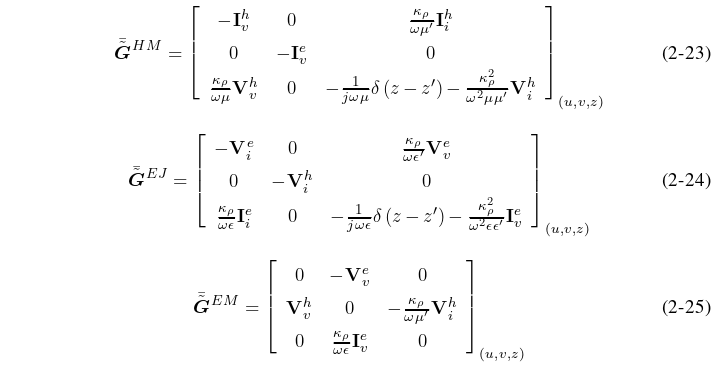 $\tilde{\bar{\bar{\boldsymbol{G}}}}^{HM} = \begin{bmatrix} -\mathbf{I}_v^h & 0 & \frac{\kappa_\rho}{\omega\mu'}\mathbf{I}_i^h \\ 0 & -\mathbf{I}_v^e & 0 \\ \frac{\kappa_\rho}{\omega\mu}\mathbf{V}_v^h & 0 & -\frac{1}{j\omega\mu}\delta(z-z') - \frac{\kappa_\rho^2}{\omega^2\mu\mu'}\mathbf{V}_i^h \end{bmatrix}_{(u,v,z)}$ (2-23)
$\tilde{\bar{\bar{\boldsymbol{G}}}}^{EJ} = \begin{bmatrix} -\mathbf{V}_i^e & 0 & \frac{\kappa_\rho}{\omega\epsilon'}\mathbf{V}_v^e \\ 0 & -\mathbf{V}_i^h & 0 \\ \frac{\kappa_\rho}{\omega\epsilon}\mathbf{I}_i^e & 0 & -\frac{1}{j\omega\epsilon}\delta(z-z') - \frac{\kappa_\rho^2}{\omega^2\epsilon\epsilon'}\mathbf{I}_v^e \end{bmatrix}_{(u,v,z)}$ (2-24)
$\tilde{\bar{\bar{\boldsymbol{G}}}}^{EM} = \begin{bmatrix} 0 & -\mathbf{V}_v^e & 0 \\ \mathbf{V}_v^h & 0 & -\frac{\kappa_\rho}{\omega\mu'}\mathbf{V}_i^h \\ 0 & \frac{\kappa_\rho}{\omega\epsilon}\mathbf{I}_v^e & 0 \end{bmatrix}_{(u,v,z)}$ (2-25)